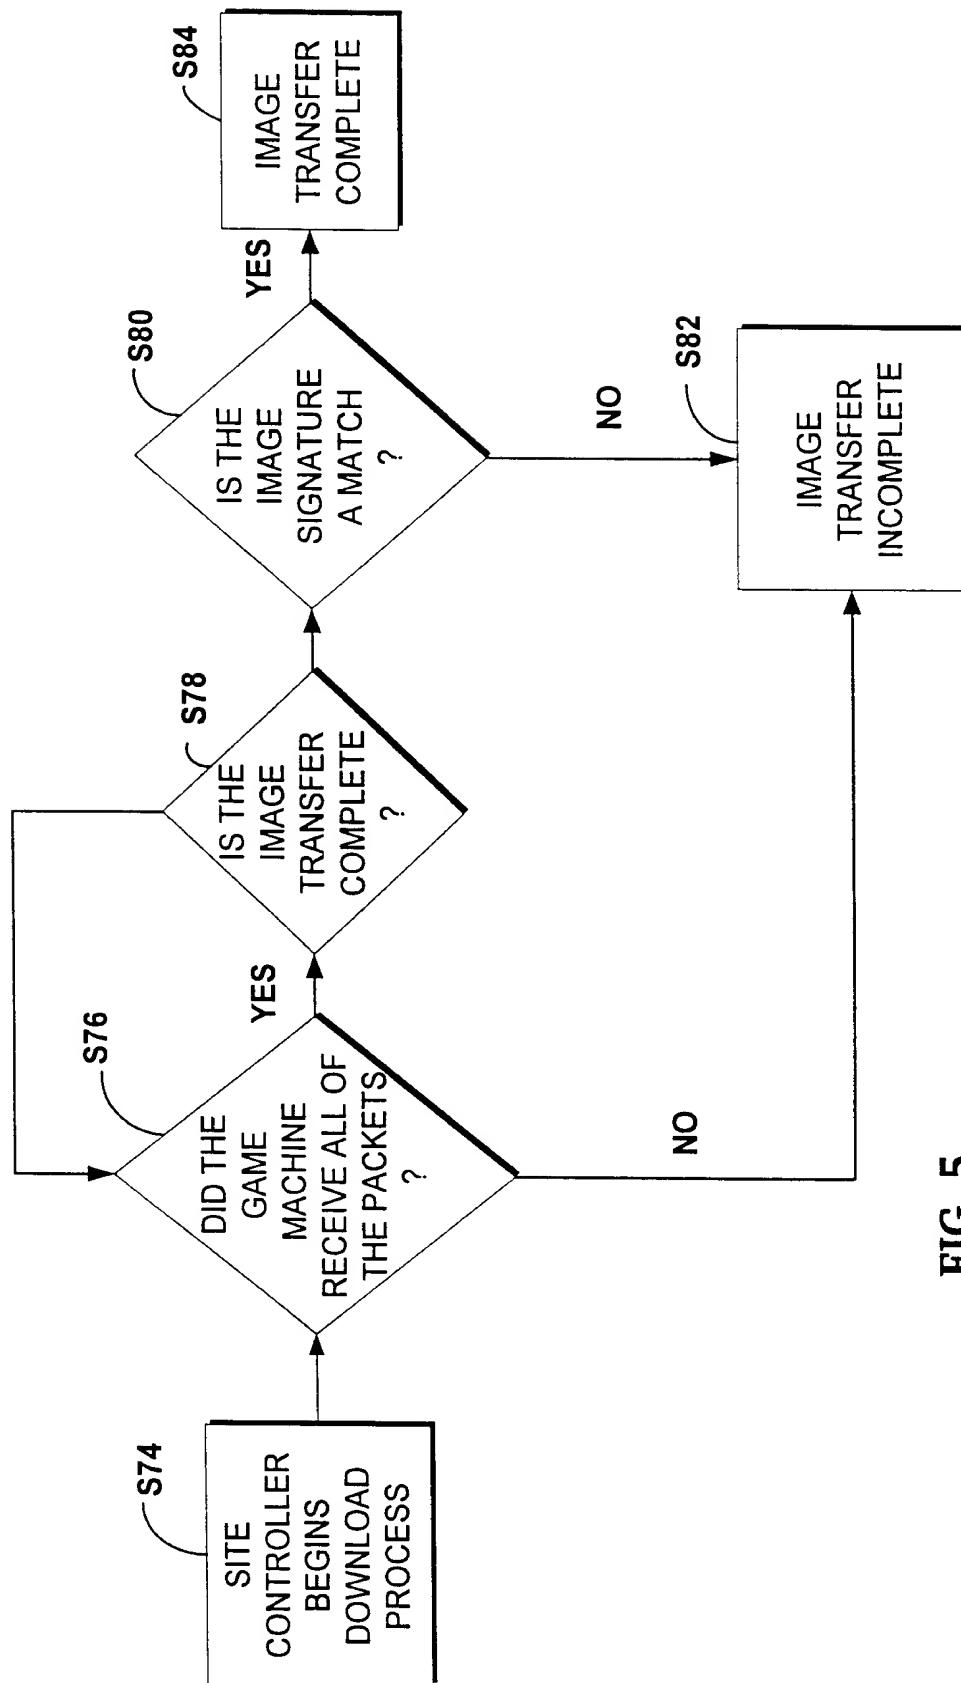 S74
SITE
CONTROLLER
BEGINS
DOWNLOAD
PROCESS
S76
DID THE
GAME
MACHINE
RECEIVE ALL OF
THE PACKETS
?
YES
NO
S78
IS THE
IMAGE
TRANSFER
COMPLETE
?
S80
IS THE
IMAGE
SIGNATURE
A MATCH
?
YES
NO
S84
IMAGE
TRANSFER
COMPLETE
S82
IMAGE
TRANSFER
INCOMPLETE
FIG. 5